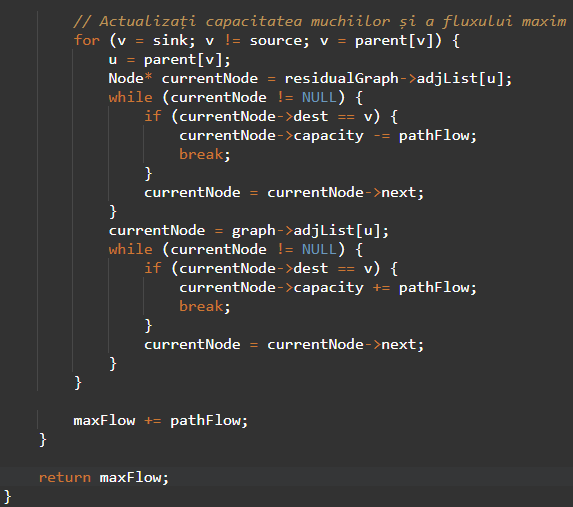 // Actualizați capacitatea muchiilor și a fluxului maxim
for (v = sink; v != source; v = parent[v]) {
u = parent[v];
Node* currentNode = residualGraph->adjList[u];
while (currentNode != NULL) {
if (currentNode->dest == v) {
currentNode->capacity -= pathFlow;
break;
}
currentNode = currentNode->next;
}
currentNode = graph->adjList[u];
while (currentNode != NULL) {
if (currentNode->dest == v) {
currentNode->capacity += pathFlow;
break;
}
currentNode = currentNode->next;
}
}
maxFlow += pathFlow;
}
return maxFlow;
}